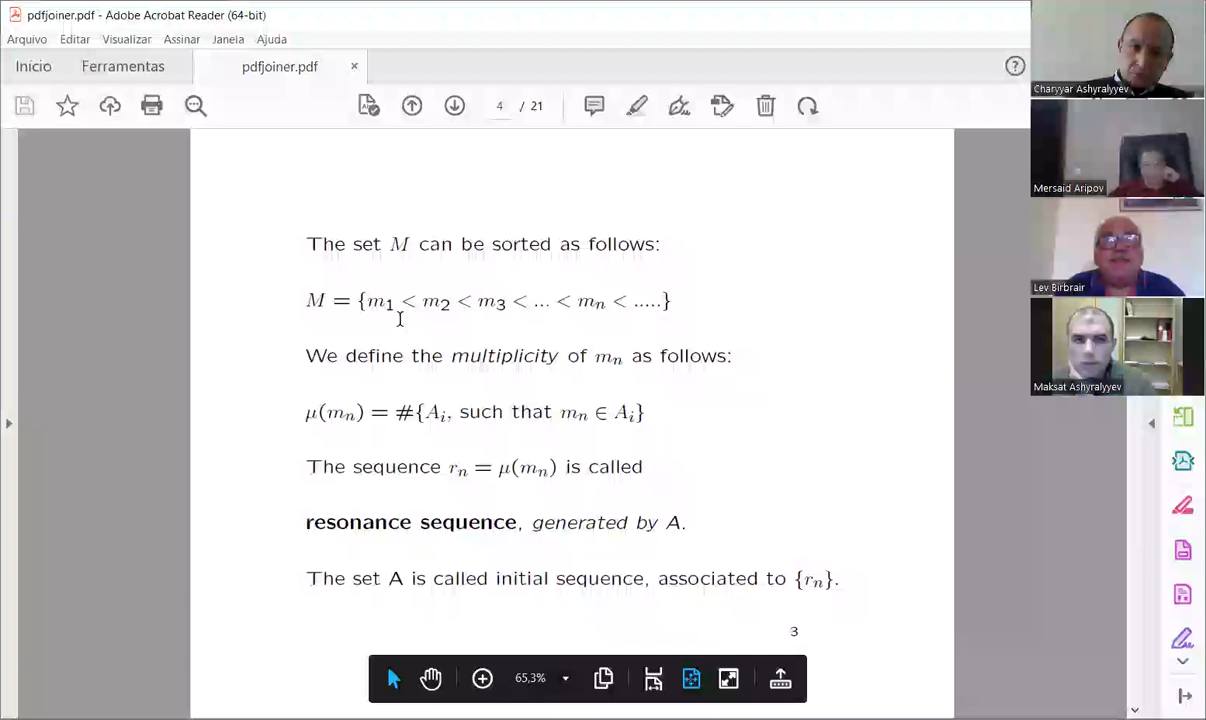 pdfjoiner.pdf - Adobe Acrobat Reader (64-bit)
Arquivo Editar Visualizar Assinar Janela Ajuda
Início Ferramentas pdfjoiner.pdf ×
4 / 21
The set M can be sorted as follows:
M = {m₁ < m₂ < m₃ < ... < mₙ < .....}
We define the multiplicity of mₙ as follows:
μ(mₙ) = #{Aᵢ, such that mₙ ∈ Aᵢ}
The sequence rₙ = μ(mₙ) is called
resonance sequence, generated by A.
The set A is called initial sequence, associated to {rₙ}.
3
65,3%
Charyyar Ashyralyyev
Mersaid Aripov
Lev Birbrair
Maksat Ashyralyyev